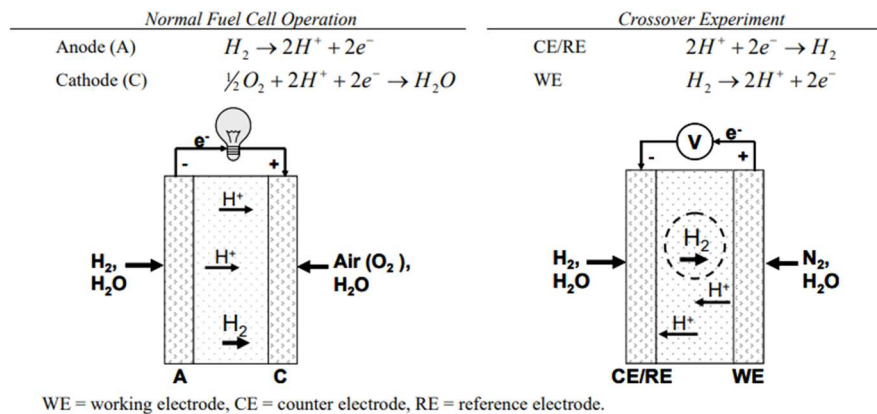 Normal Fuel Cell Operation
Anode (A) H₂ → 2H⁺ + 2e⁻
Cathode (C) ½O₂ + 2H⁺ + 2e⁻ → H₂O
e⁻
- +
H⁺
H⁺
H₂
H₂,
H₂O
Air (O₂ ),
H₂O
A C
Crossover Experiment
CE/RE 2H⁺ + 2e⁻ → H₂
WE H₂ → 2H⁺ + 2e⁻
V e⁻
- +
H₂
H⁺
H⁺
H₂,
H₂O
N₂,
H₂O
CE/RE WE
WE = working electrode, CE = counter electrode, RE = reference electrode.